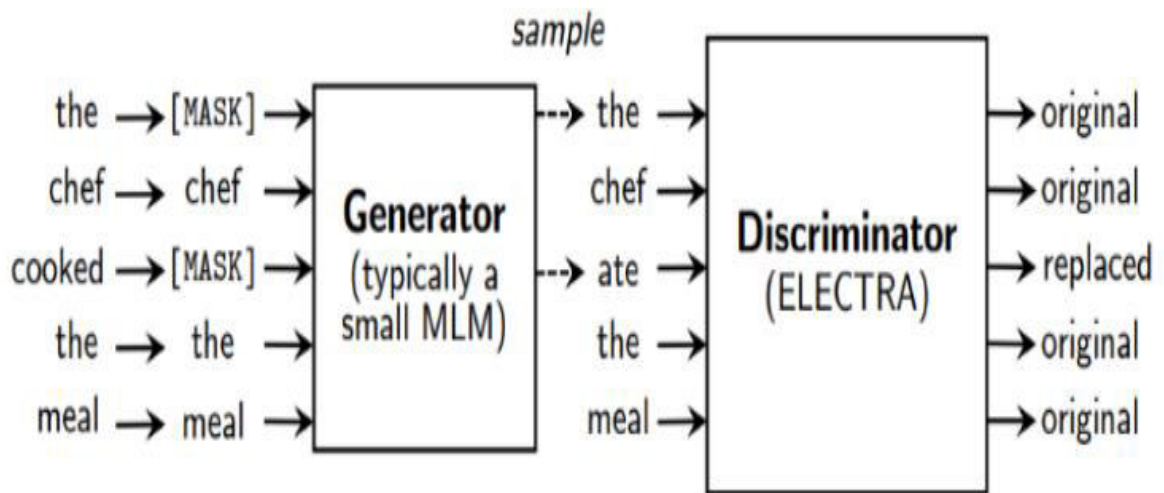 sample
the [MASK] the original
chef chef chef original
Generator
Discriminator
cooked [MASK] (typically a ate (ELECTRA) replaced
small MLM)
the the the original
meal meal meal original